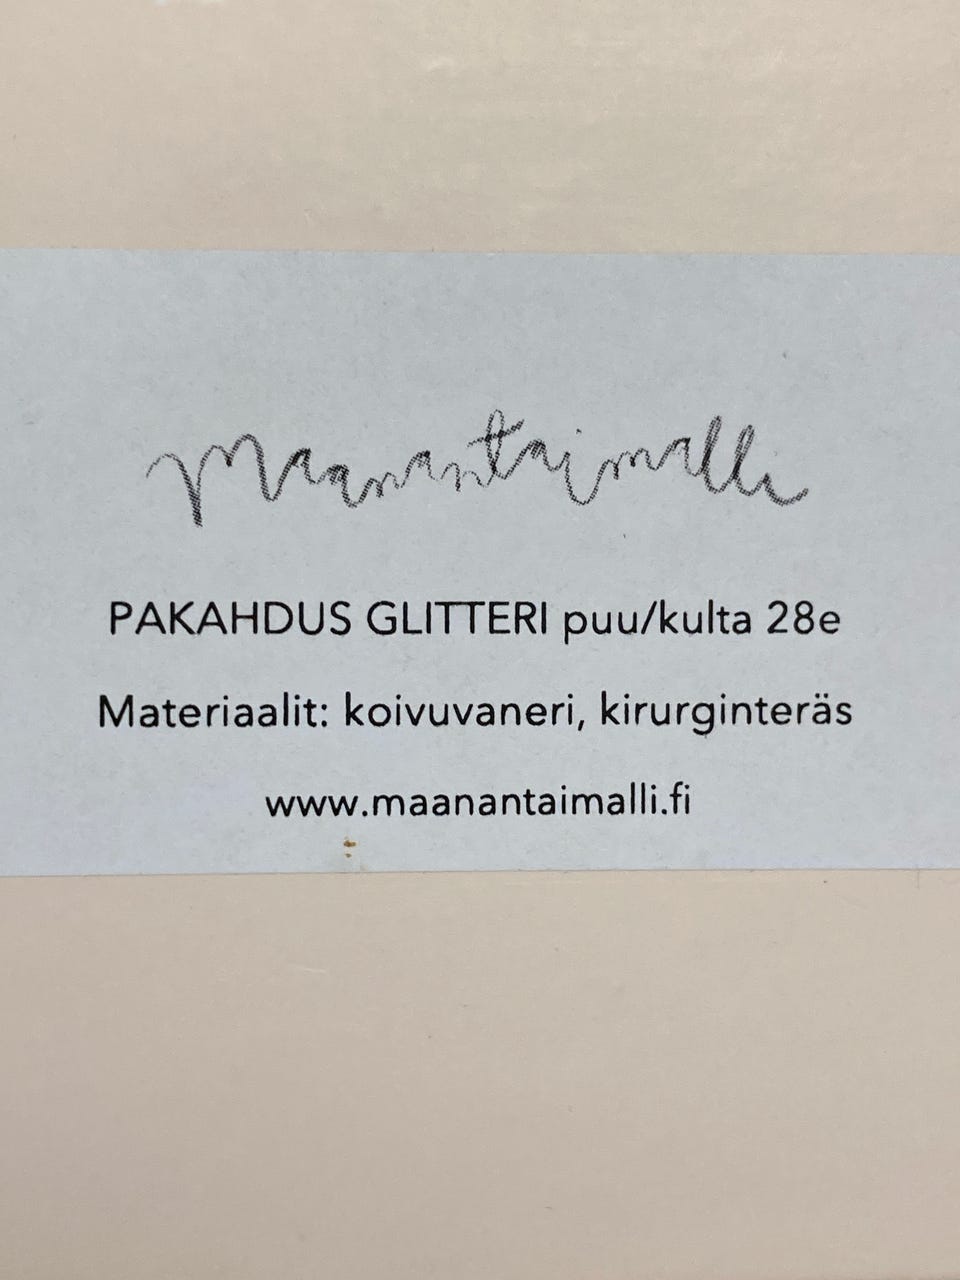 Maanantaimalli
PAKAHDUS GLITTERI puu/kulta 28e
Materiaalit: koivuvaneri, kirurginteräs
www.maanantaimalli.fi